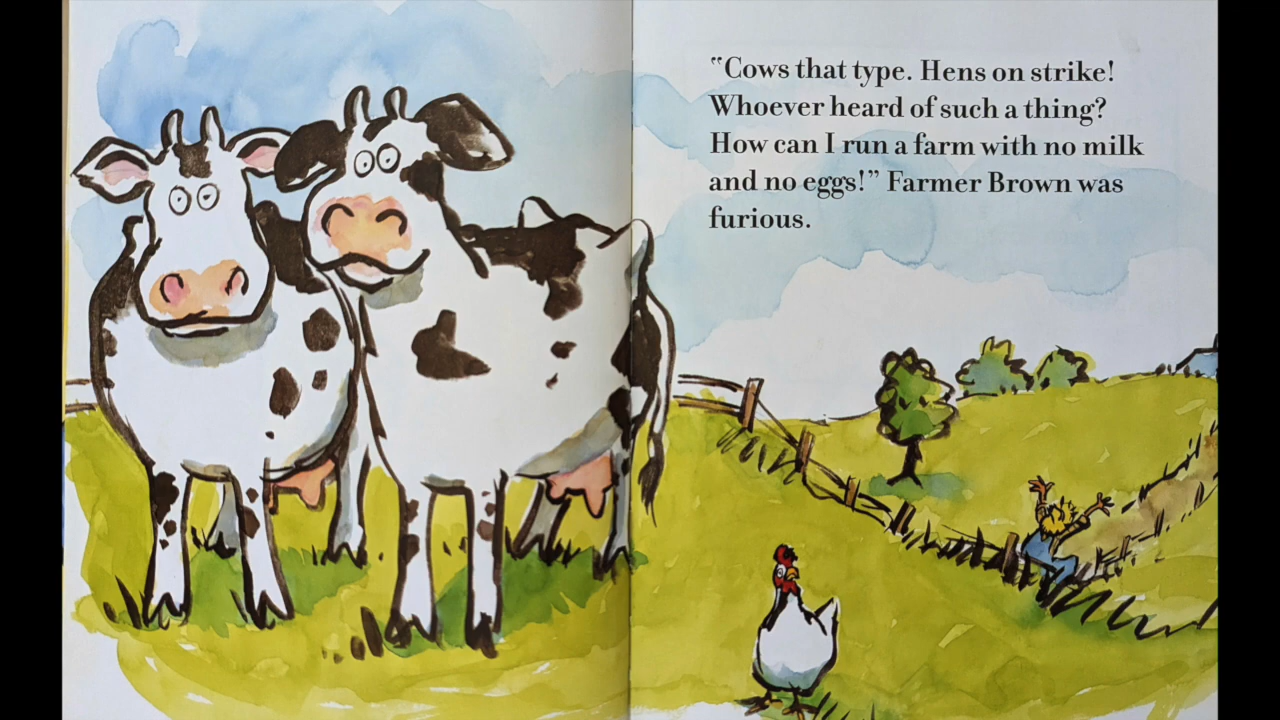 "Cows that type. Hens on strike!
Whoever heard of such a thing?
How can I run a farm with no milk
and no eggs!" Farmer Brown was
furious.